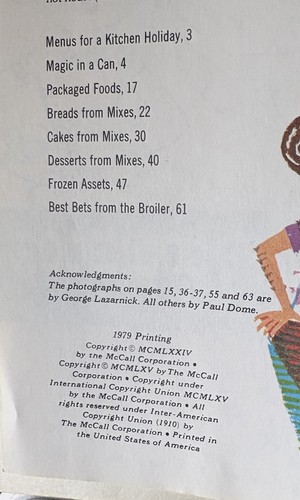 Menus for a Kitchen Holiday, 3
Magic in a Can, 4
Packaged Foods, 17
Breads from Mixes, 22
Cakes from Mixes, 30
Desserts from Mixes, 40
Frozen Assets, 47
Best Bets from the Broiler, 61
Acknowledgments:
The photographs on pages 15, 36-37, 55 and 63 are
by George Lazarnick. All others by Paul Dome.
1979 Printing
Copyright © MCMLXXIV
by the McCall Corporation •
Copyright © MCMLXV by The McCall
Corporation • Copyright under
International Copyright Union MCMLXV
by the McCall Corporation • All
rights reserved under Inter-American
Copyright Union (1910) by
The McCall Corporation • Printed in
the United States of America